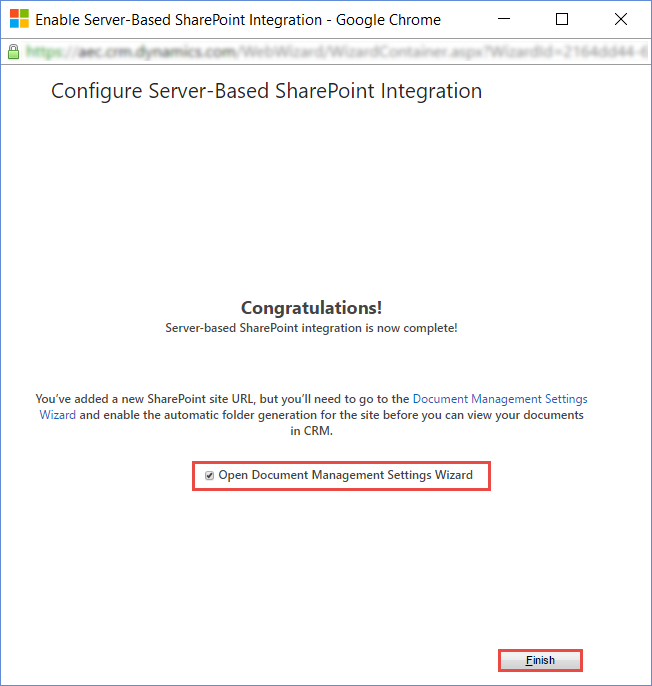 Enable Server-Based SharePoint Integration - Google Chrome
https://aec.crm.dynamics.com/WebWizard/WizardContainer.aspx?WizardId=2164dd44-
Configure Server-Based SharePoint Integration
Congratulations!
Server-based SharePoint integration is now complete!
You've added a new SharePoint site URL, but you'll need to go to the Document Management Settings
Wizard and enable the automatic folder generation for the site before you can view your documents
in CRM.
Open Document Management Settings Wizard
Finish